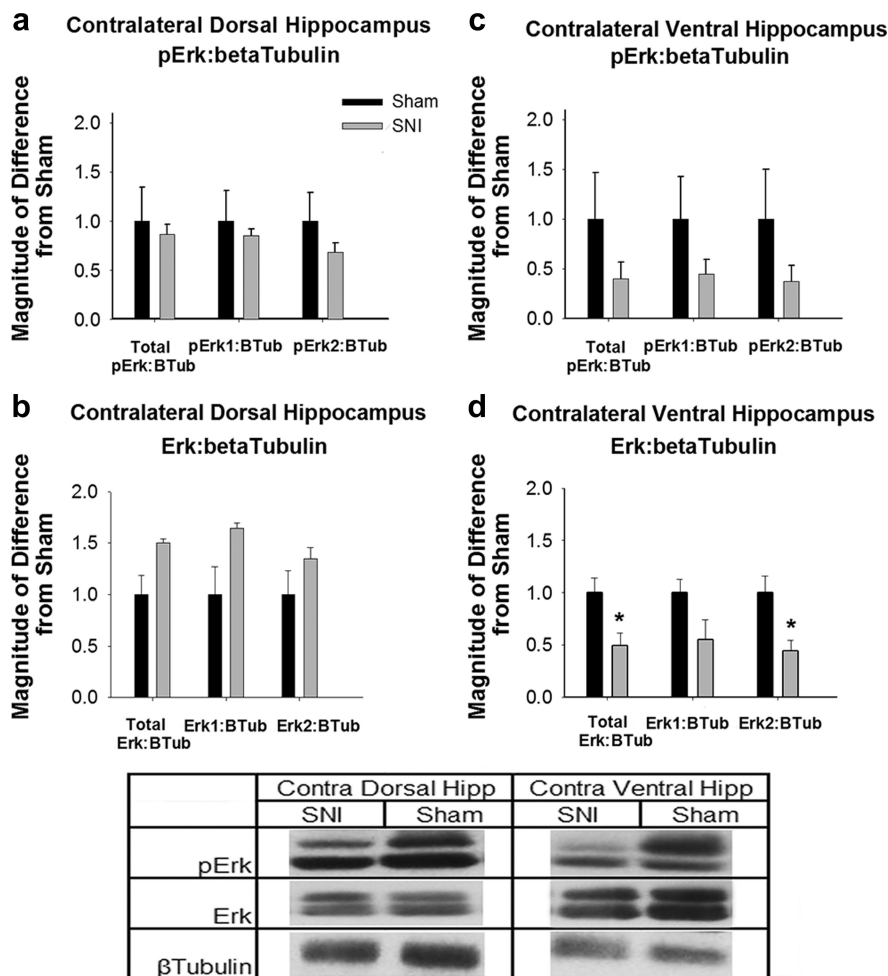 a
Contralateral Dorsal Hippocampus
pErk:betaTubulin
Magnitude of Difference
from Sham
2.0
1.5
1.0
0.5
0.0
Sham
SNI
Total
pErk:BTub
pErk1:BTub
pErk2:BTub
c
Contralateral Ventral Hippocampus
pErk:betaTubulin
Magnitude of Difference
from Sham
2.0
1.5
1.0
0.5
0.0
Total
pErk:BTub
pErk1:BTub
pErk2:BTub
b
Contralateral Dorsal Hippocampus
Erk:betaTubulin
Magnitude of Difference
from Sham
2.0
1.5
1.0
0.5
0.0
Total
Erk:BTub
Erk1:BTub
Erk2:BTub
d
Contralateral Ventral Hippocampus
Erk:betaTubulin
Magnitude of Difference
from Sham
2.0
1.5
1.0
0.5
0.0
*
*
Total
Erk:BTub
Erk1:BTub
Erk2:BTub
Contra Dorsal Hipp
Contra Ventral Hipp
SNI
Sham
SNI
Sham
pErk
Erk
βTubulin